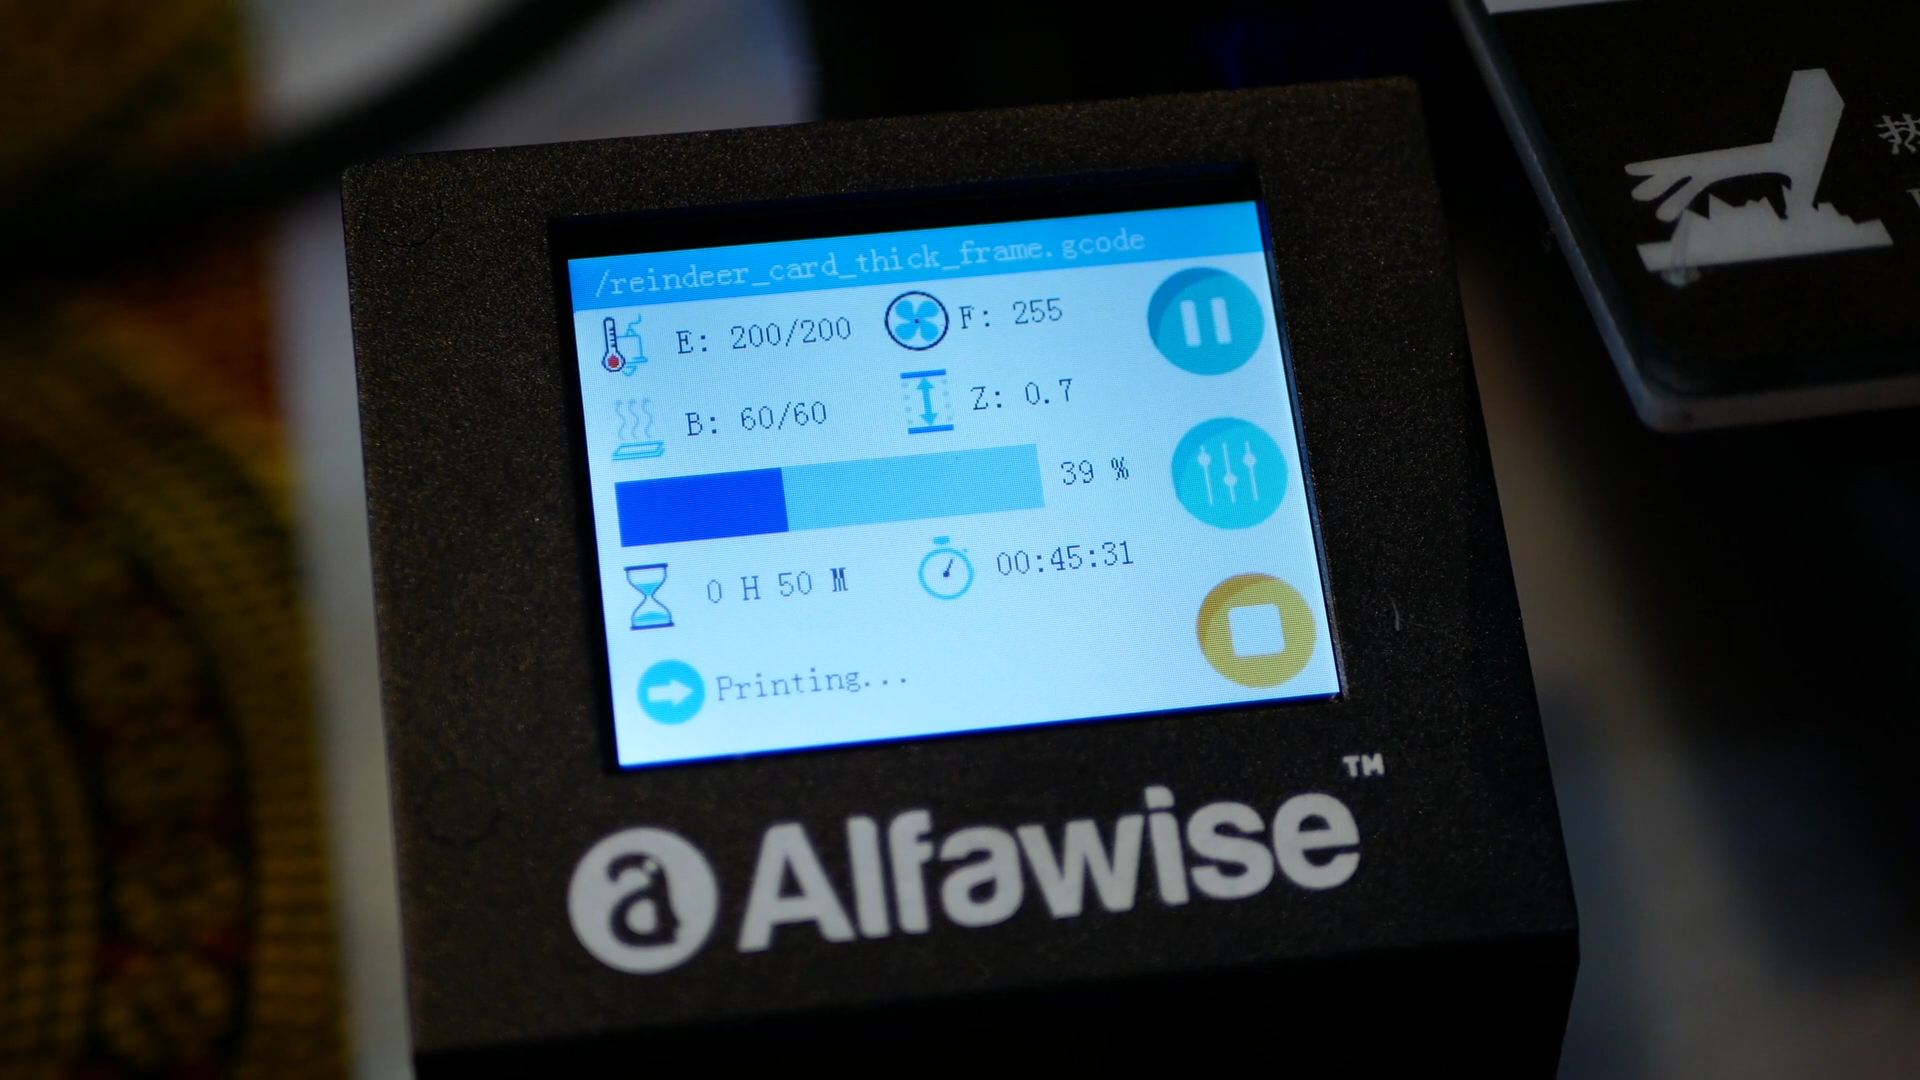 /reindeer_card_thick_frame.gcode
E: 200/200
F: 255
B: 60/60
Z: 0.7
39 %
0 H 50 M
00:45:31
Printing...
a Alfawise™